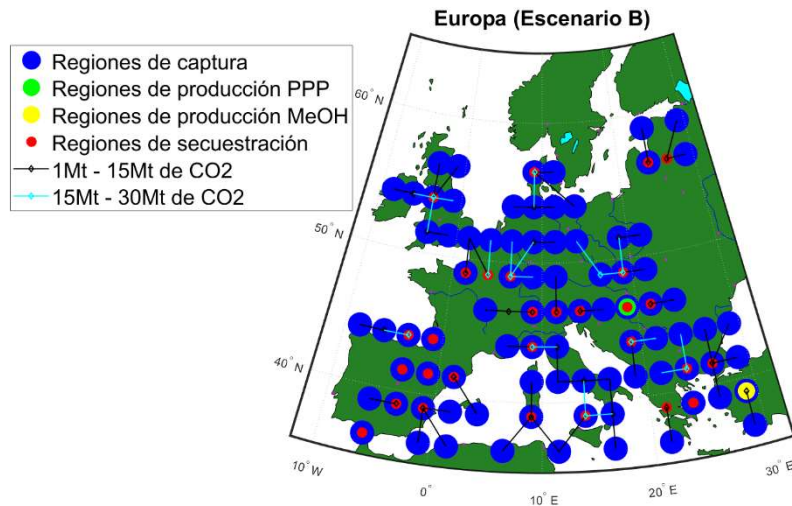 Europa (Escenario B)
Regiones de captura
Regiones de producción PPP
Regiones de producción MeOH
Regiones de secuestración
1Mt - 15Mt de CO2
15Mt - 30Mt de CO2
60° N
50° N
40° N
10° W
0°
10° E
20° E
30° E